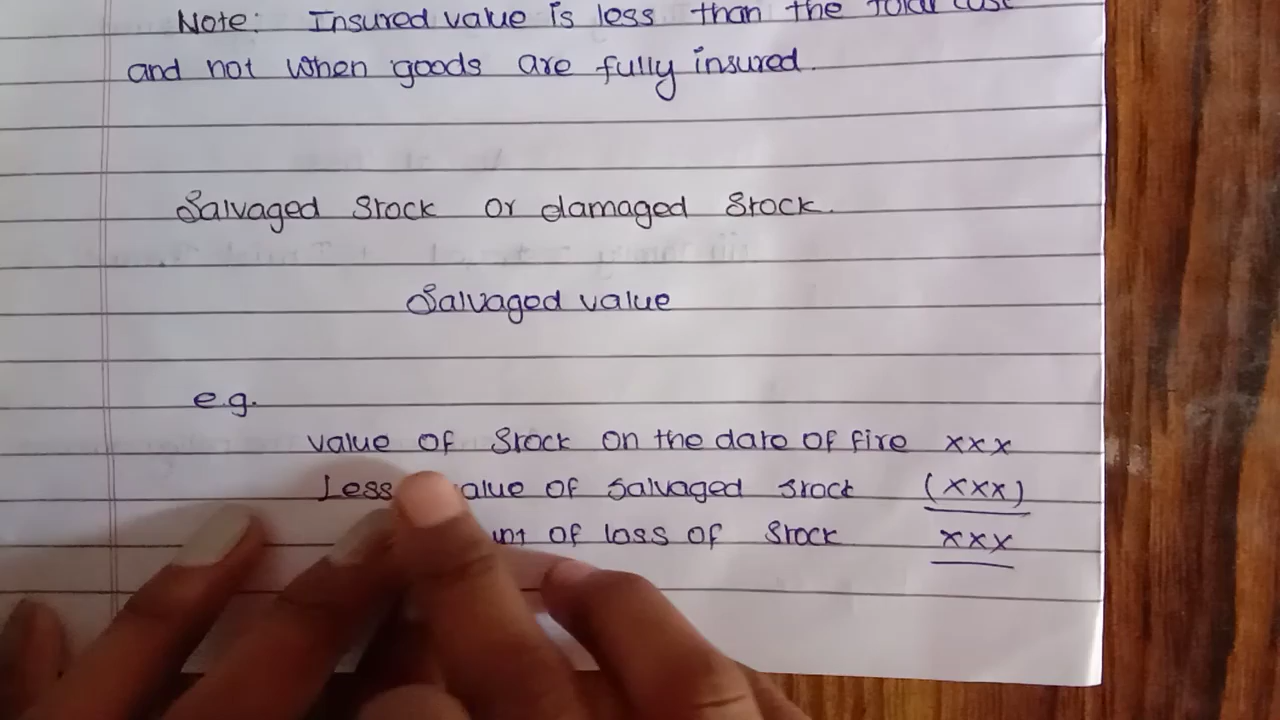 Note: Insured value is less than the Total cost
and not when goods are fully insured.
Salvaged Stock or damaged Stock.
Salvaged value
e.g.
value of Stock on the date of fire xxx
Less of Salvaged Stock (xxx)
of loss of Stock xxx